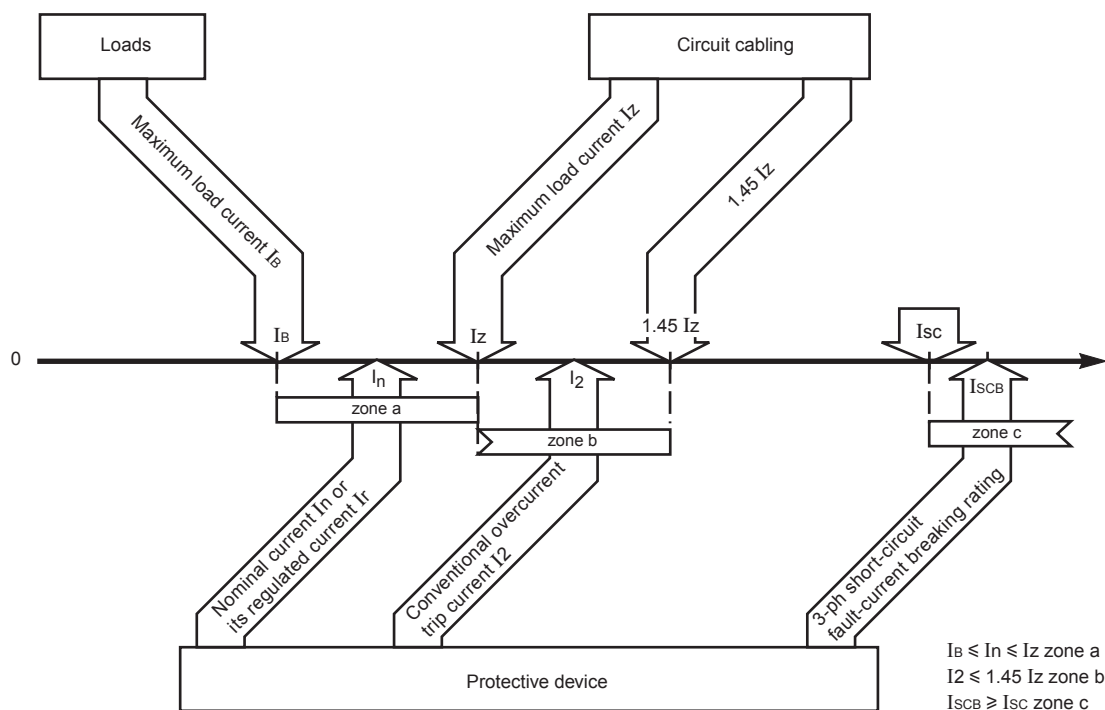 Loads
Circuit cabling
Maximum load current IB
Maximum load current Iz
1.45 Iz
IB
Iz
1.45 Iz
Isc
0
In
I2
ISCB
zone a
zone b
zone c
Nominal current In or
its regulated current Ir
Conventional overcurrent
trip current I2
3-ph short-circuit
fault-current breaking rating
Protective device
IB ⩽ In ⩽ Iz zone a
I2 ⩽ 1.45 Iz zone b
ISCB ⩾ ISC zone c